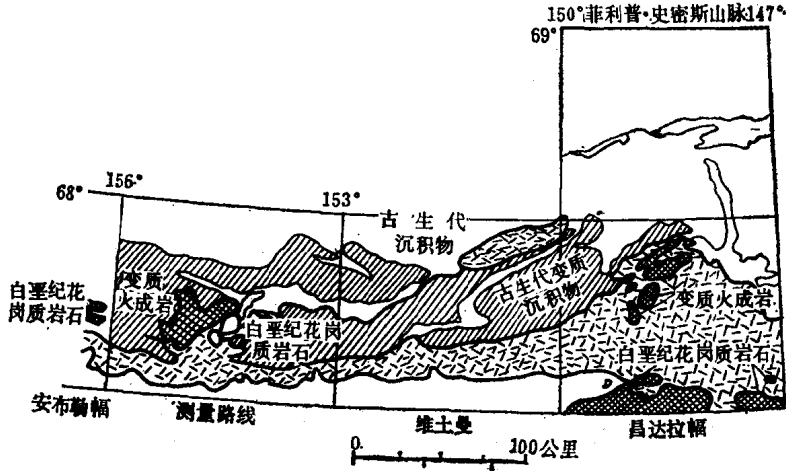 150°菲利普·史密斯山脉147°
69°
68°
156°
153°
古生代
沉积物
变质
火成岩
白垩纪花
岗质岩石
白垩纪花岗
质岩石
古生代变质
沉积物
变质火成岩
白垩纪花岗质岩石
安布勒幅
测量路线
维士曼
昌达拉幅
0
100公里